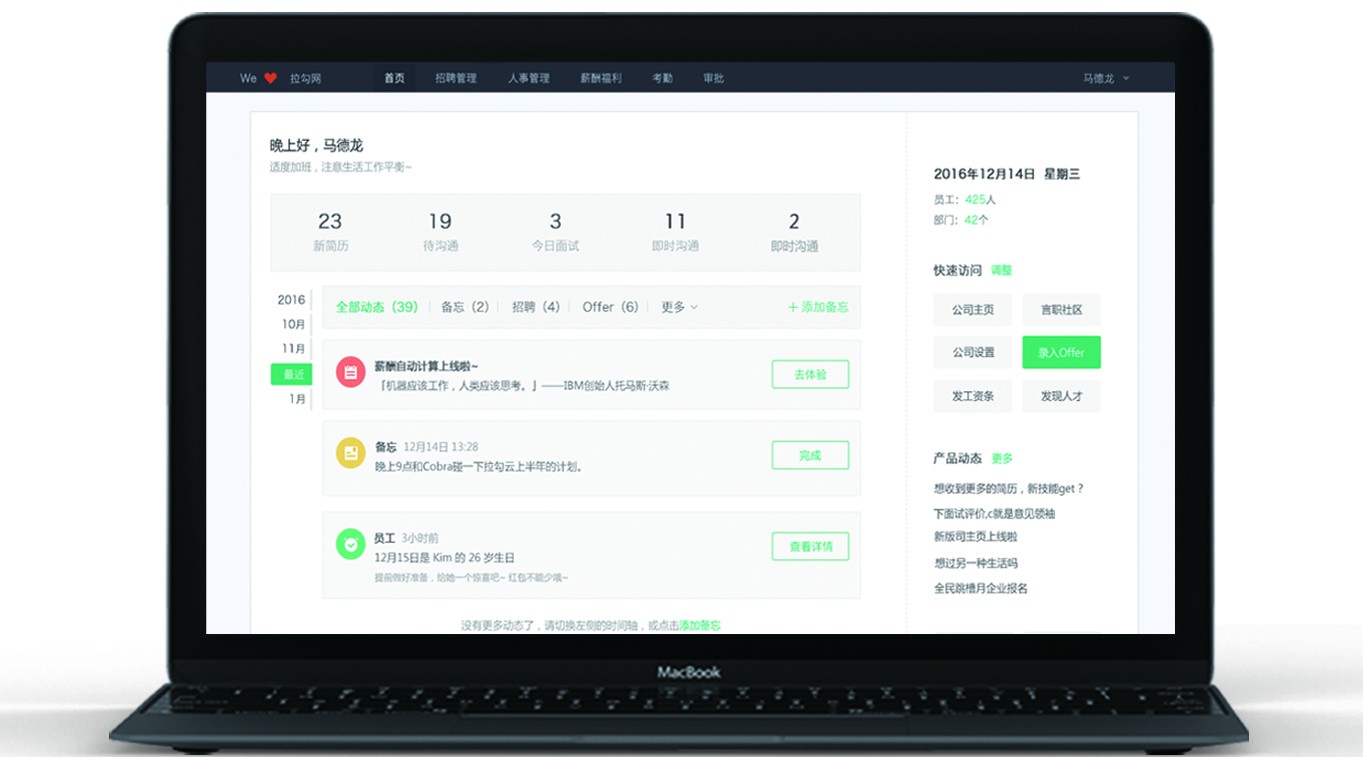 We 拉勾网 首页 招聘管理 人事管理 薪酬福利 考勤 审批 马德龙
晚上好，马德龙
适度加班，注意生活工作平衡~
23 19 3 11 2
新简历 待沟通 今日面试 即时沟通 即时沟通
2016
10月
11月
最近
1月
全部动态（39） 备忘（2） 招聘（4） Offer（6） 更多 +添加备忘
薪酬自动计算上线啦~
「机器应该工作，人类应该思考。」——IBM创始人托马斯·沃森
去体验
备忘 12月14日 13:28
晚上9点和Cobra碰一下拉勾云上半年的计划。
完成
员工 3小时前
12月15日是 Kim 的 26 岁生日
提前做好准备，给她一个惊喜吧~ 红包不能少哦~
查看详情
没有更多动态了，请切换左侧的时间轴，或点击添加备忘
2016年12月14日 星期三
员工：425人
部门：42个
快速访问 调整
公司主页 言职社区
公司设置 录入Offer
发工资条 发现人才
产品动态 更多
想收到更多的简历，新技能get？
下面试评价,c就是意见领袖
新版司主页上线啦
想过另一种生活吗
全民跳槽月企业报名
MacBook